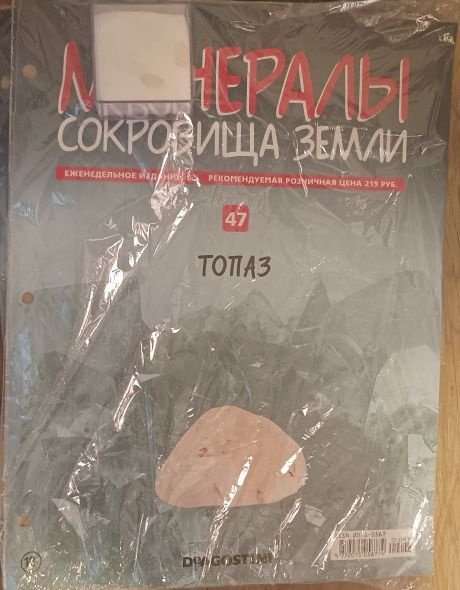 МИНЕРАЛЫ
СОКРОВИЩА ЗЕМЛИ
ЕЖЕНЕДЕЛЬНОЕ ИЗДАНИЕ
РЕКОМЕНДУЕМАЯ РОЗНИЧНАЯ ЦЕНА 219 РУБ.
47
ТОПАЗ
DEAGOSTINI